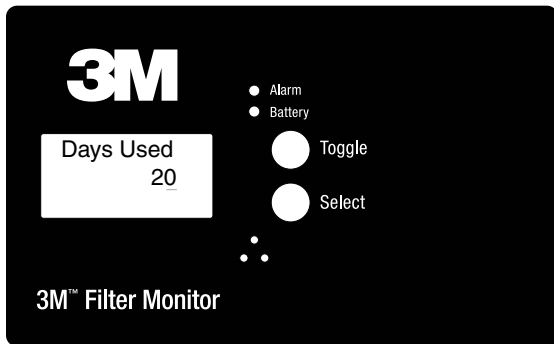 3M
Alarm
Battery
Days Used
20
Toggle
Select
3M™ Filter Monitor